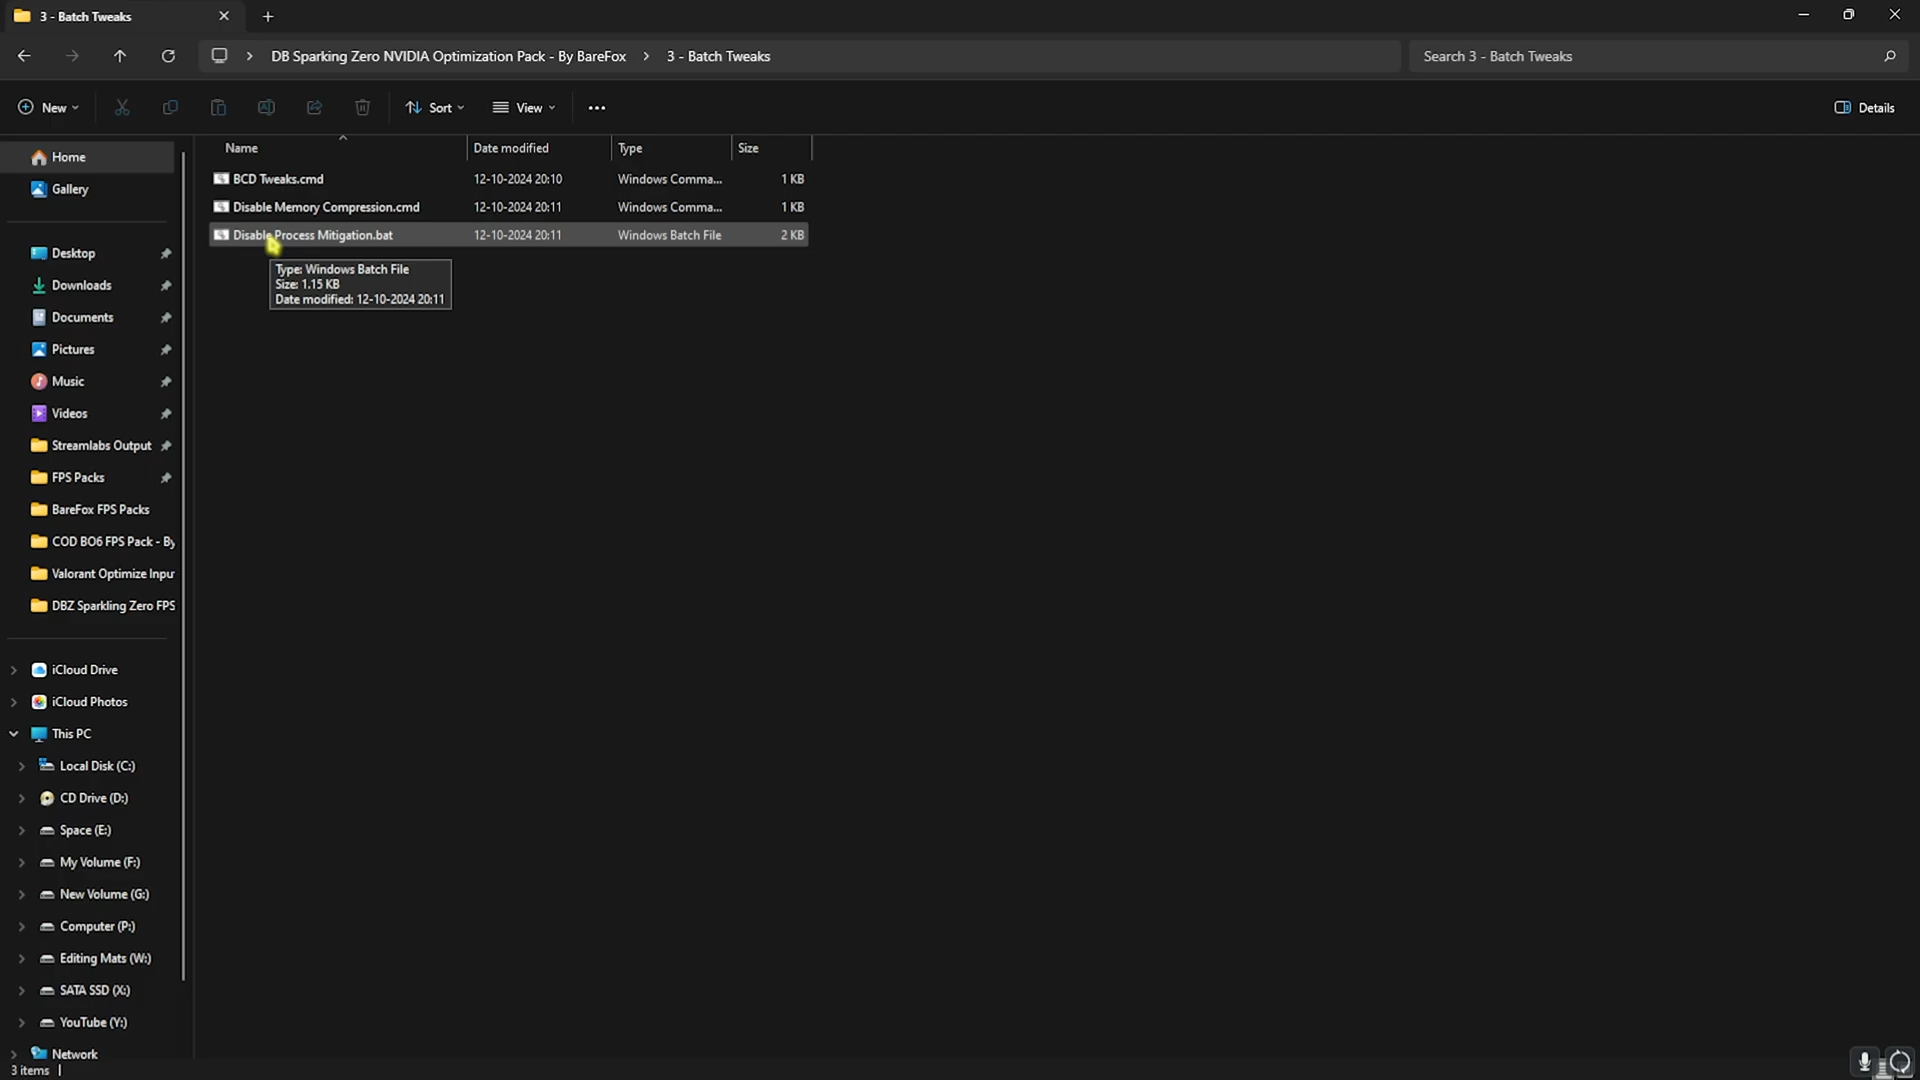 3 - Batch Tweaks
DB Sparking Zero NVIDIA Optimization Pack - By BareFox > 3 - Batch Tweaks
Search 3 - Batch Tweaks
New
Sort
View
Details
Name Date modified Type Size
BCD Tweaks.cmd 12-10-2024 20:10 Windows Comma... 1 KB
Disable Memory Compression.cmd 12-10-2024 20:11 Windows Comma... 1 KB
Disable Process Mitigation.bat 12-10-2024 20:11 Windows Batch File 2 KB
Type: Windows Batch File
Size: 1.15 KB
Date modified: 12-10-2024 20:11
Home
Gallery
Desktop
Downloads
Documents
Pictures
Music
Videos
Streamlabs Output
FPS Packs
BareFox FPS Packs
COD BO6 FPS Pack - By
Valorant Optimize Inpu
DBZ Sparkling Zero FPS
iCloud Drive
iCloud Photos
This PC
Local Disk (C:)
CD Drive (D:)
Space (E:)
My Volume (F:)
New Volume (G:)
Computer (P:)
Editing Mats (W:)
SATA SSD (X:)
YouTube (Y:)
Network
3 items